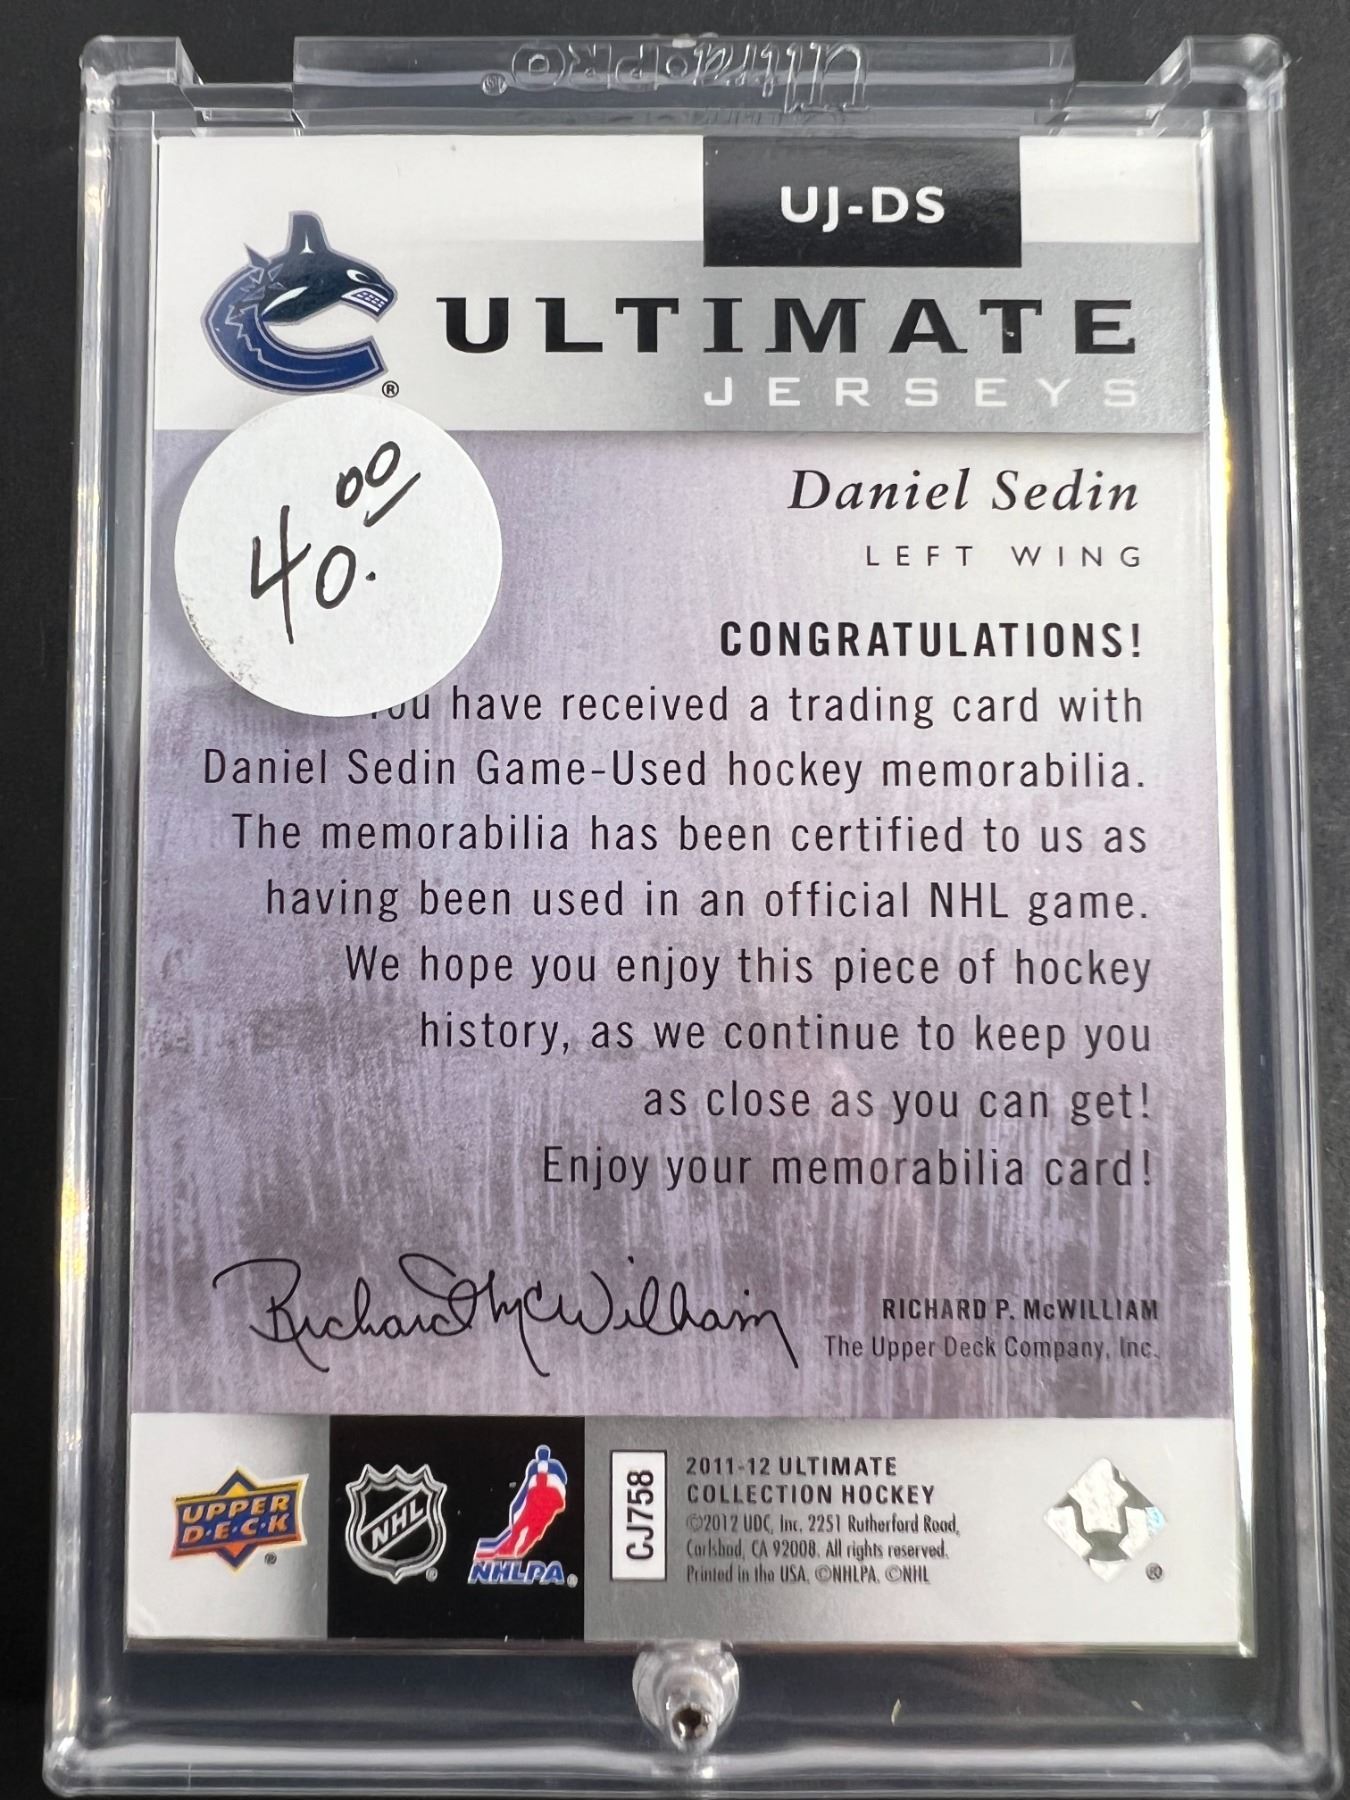 UltraPRO
UJ-DS
ULTIMATE
JERSEYS
Daniel Sedin
LEFT WING
40.00
CONGRATULATIONS!
have received a trading card with
Daniel Sedin Game-Used hockey memorabilia.
The memorabilia has been certified to us as
having been used in an official NHL game.
We hope you enjoy this piece of hockey
history, as we continue to keep you
as close as you can get!
Enjoy your memorabilia card!
Richard P McWilliam
RICHARD P. McWILLIAM
The Upper Deck Company, Inc.
UPPER
D·E·C·K
NHL
NHLPA
CJ758
2011-12 ULTIMATE
COLLECTION HOCKEY
©2012 UDC, Inc. 2251 Rutherford Road,
Carlsbad, CA 92008. All rights reserved.
Printed in the USA. ©NHLPA. ©NHL